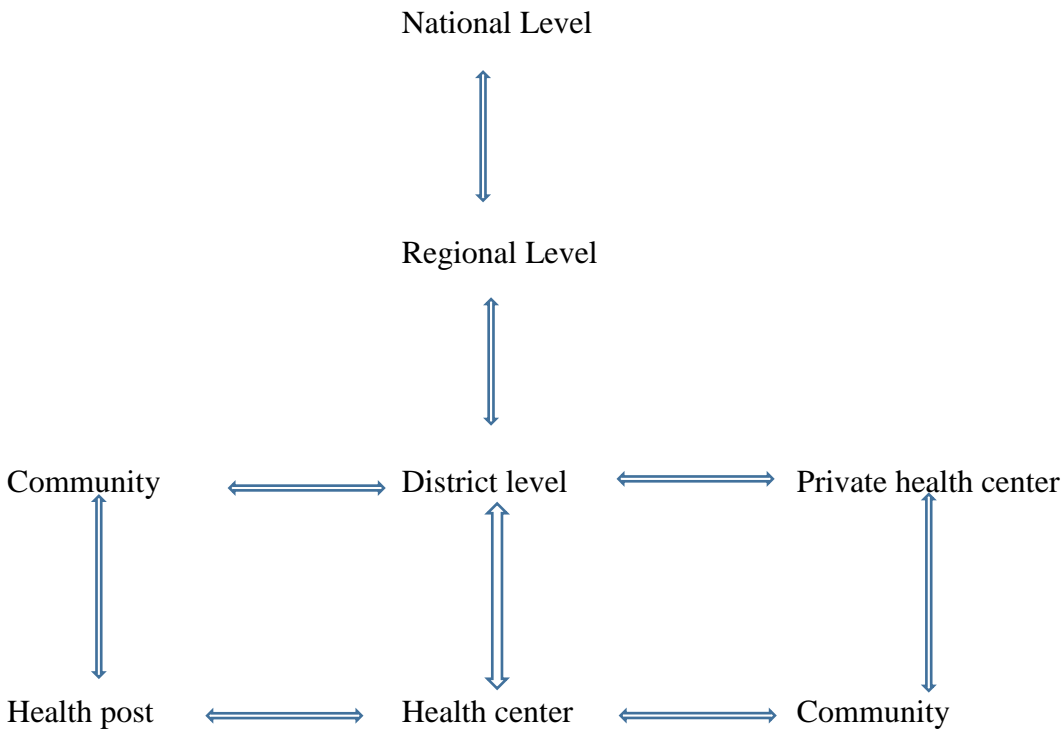 National Level
Regional Level
Community
District level
Private health center
Health post
Health center
Community